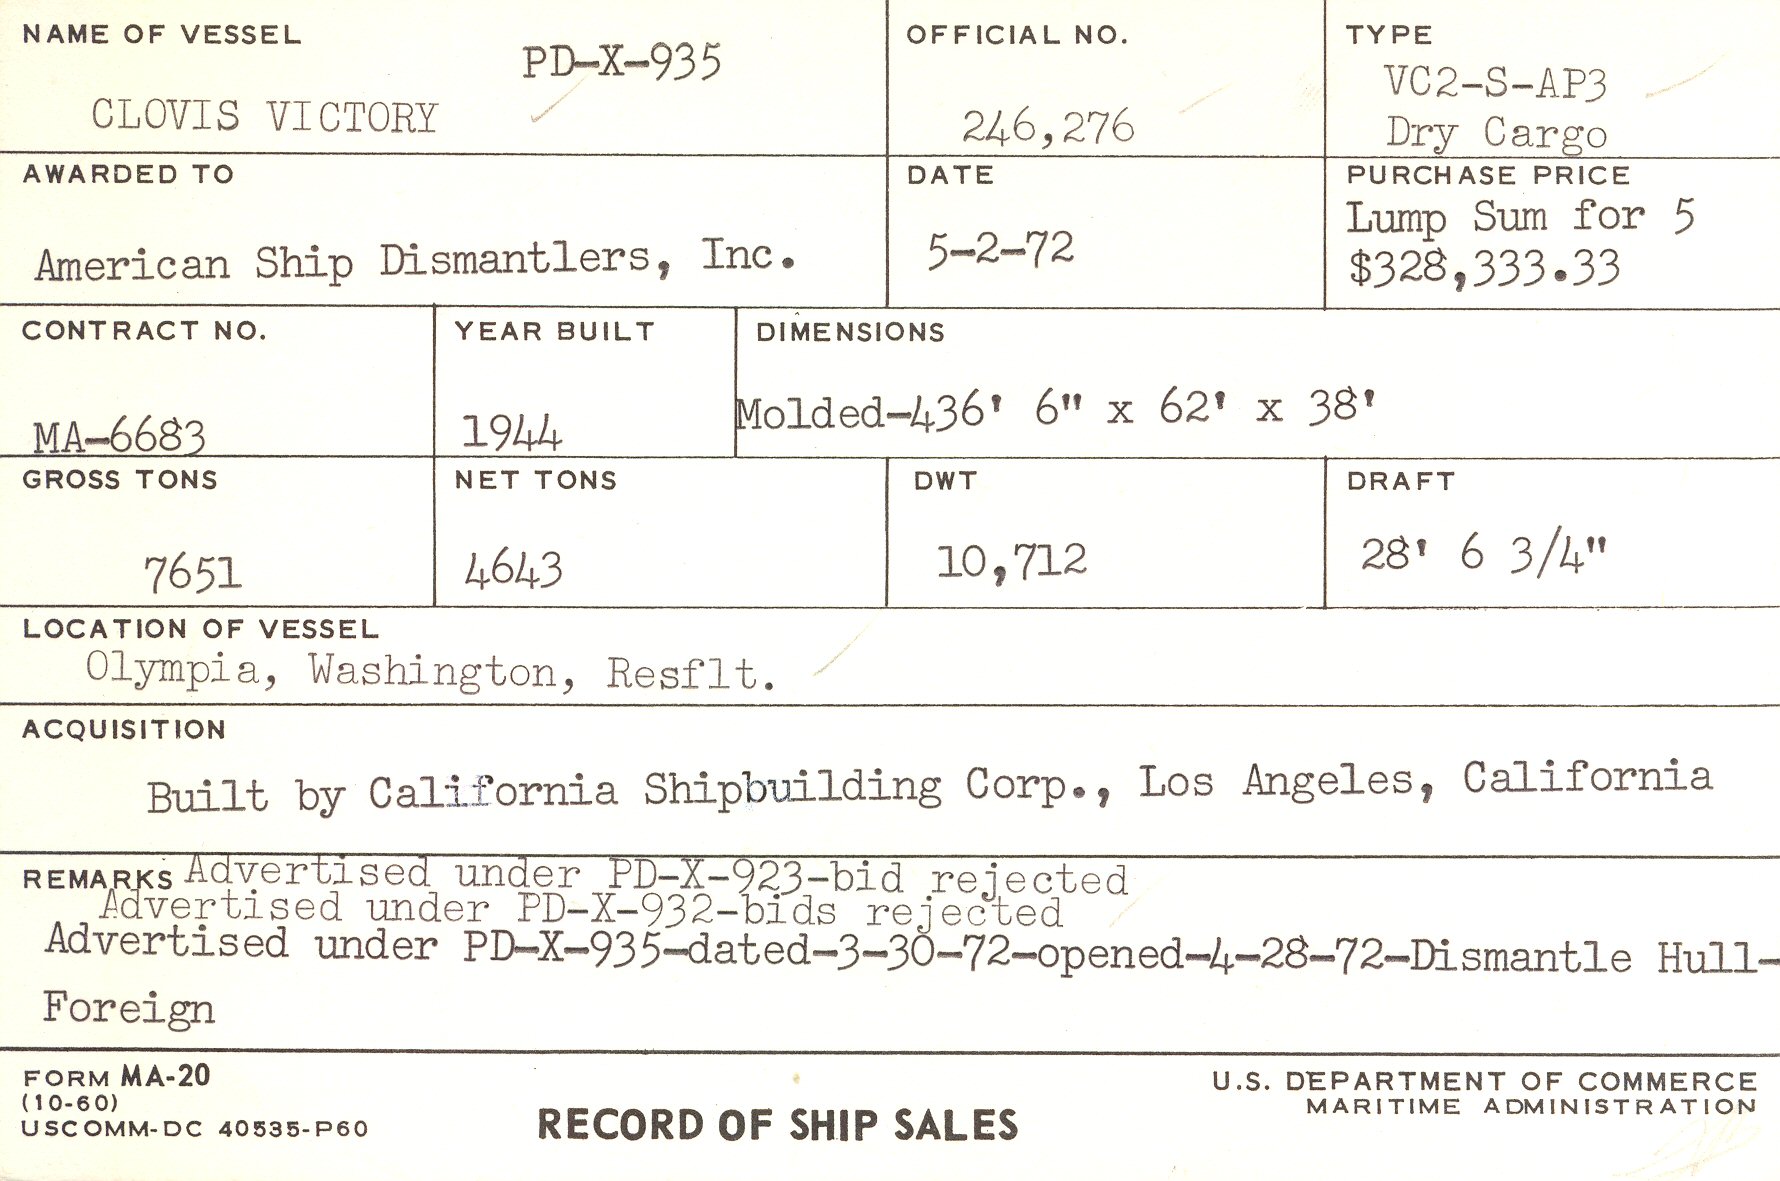 NAME OF VESSEL
PD-X-935
CLOVIS VICTORY
OFFICIAL NO.
246,276
TYPE
VC2-S-AP3
Dry Cargo
AWARDED TO
American Ship Dismantlers, Inc.
DATE
5-2-72
PURCHASE PRICE
Lump Sum for 5
$328,333.33
CONTRACT NO.
MA-6683
YEAR BUILT
1944
DIMENSIONS
Molded-436' 6" x 62' x 38'
GROSS TONS
7651
NET TONS
4643
DWT
10,712
DRAFT
28' 6 3/4"
LOCATION OF VESSEL
Olympia, Washington, Resflt.
ACQUISITION
Built by California Shipbuilding Corp., Los Angeles, California
REMARKS Advertised under PD-X-923-bid rejected
Advertised under PD-X-932-bids rejected
Advertised under PD-X-935-dated-3-30-72-opened-4-28-72-Dismantle Hull-
Foreign
FORM MA-20
(10-60)
USCOMM-DC 40535-P60
RECORD OF SHIP SALES
U.S. DEPARTMENT OF COMMERCE
MARITIME ADMINISTRATION